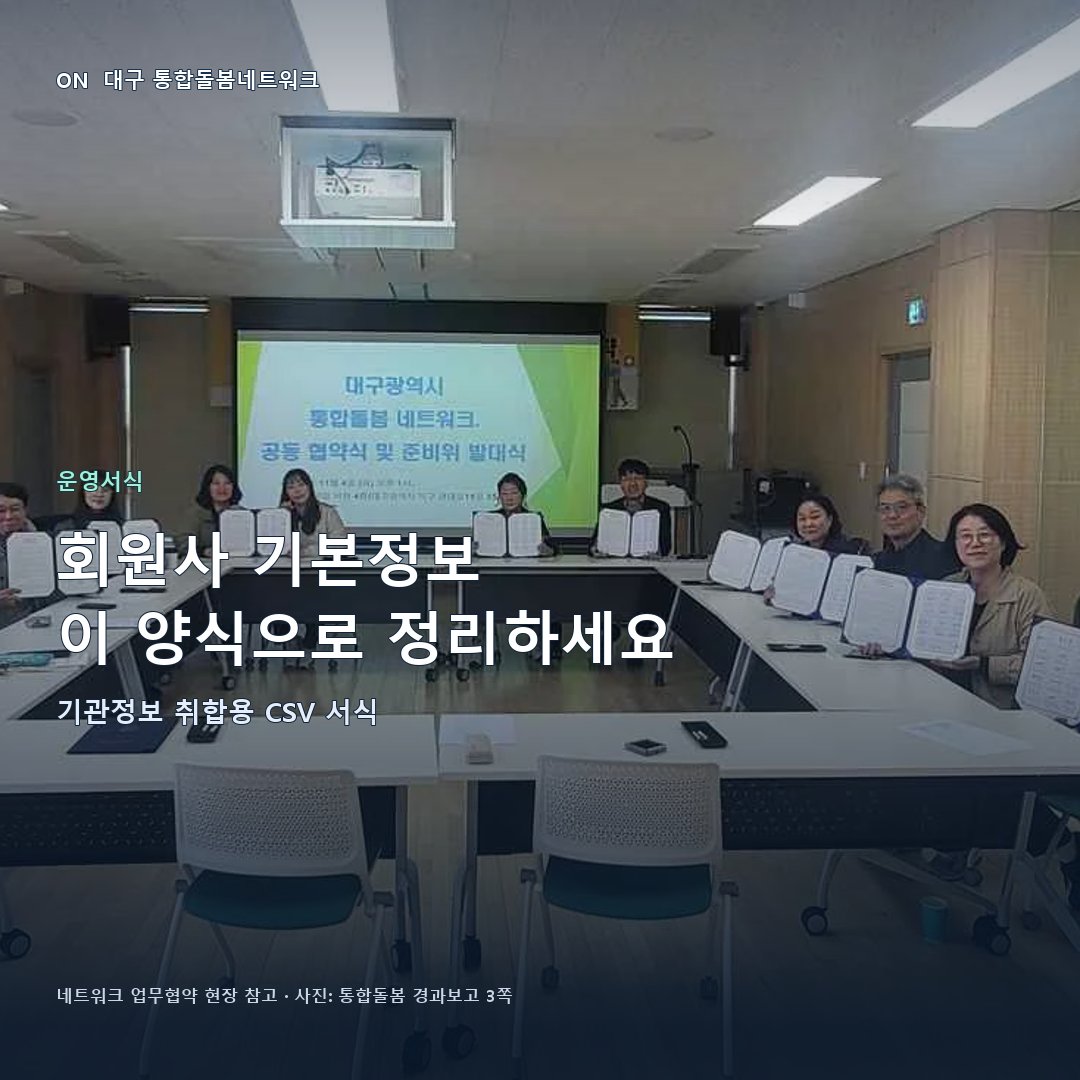 ON 대구 통합돌봄네트워크
대구광역시
통합돌봄 네트워크.
공동 협약식 및 준비위 발대식
운영서식
회원사 기본정보
이 양식으로 정리하세요
기관정보 취합용 CSV 서식
네트워크 업무협약 현장 참고 · 사진: 통합돌봄 경과보고 3쪽